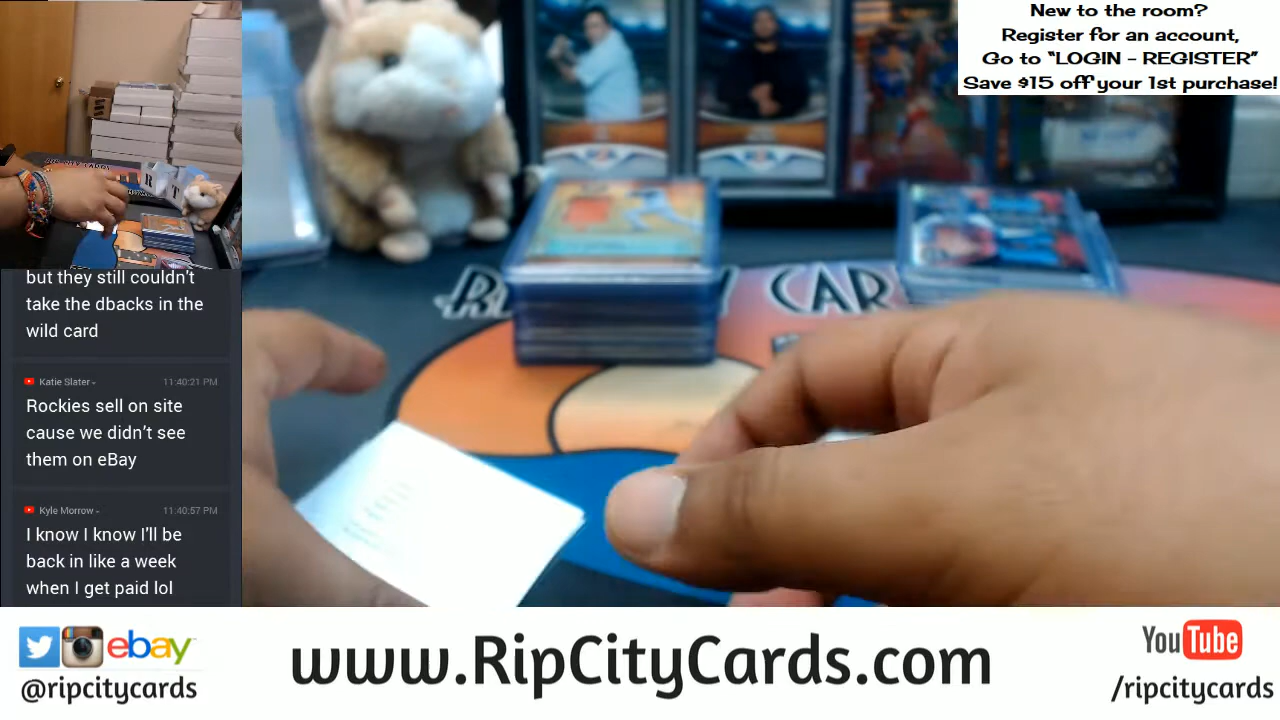 New to the room?
Register for an account,
Go to "LOGIN - REGISTER"
Save $15 off your 1st purchase!
but they still couldn't
take the dbacks in the
wild card
Katie Slater
11:40:21 PM
Rockies sell on site
cause we didn't see
them on eBay
Kyle Morrow
11:40:57 PM
I know I know I'll be
back in like a week
when I get paid lol
CAR
ebay
@ripcitycards
www.RipCityCards.com
YouTube
/ripcitycards